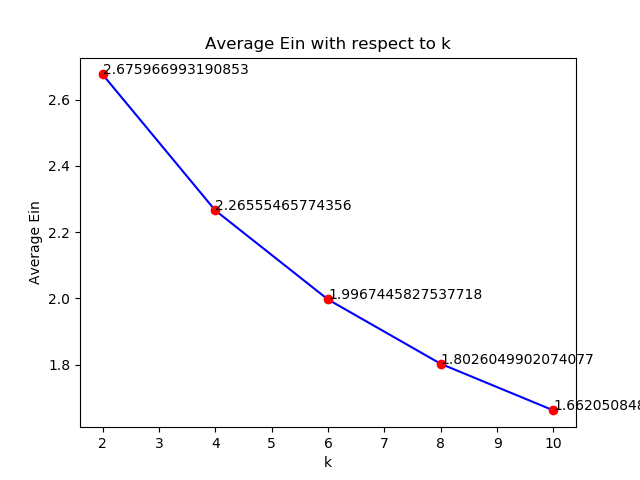 Average Ein with respect to k
2.675966993190853
2.6
2.4
2.26555465774356
2.2
Average Ein
2.0
1.9967445827537718
1.8026049902074077
1.8
1.662050848
2 3 4 5 6 7 8 9 10
k